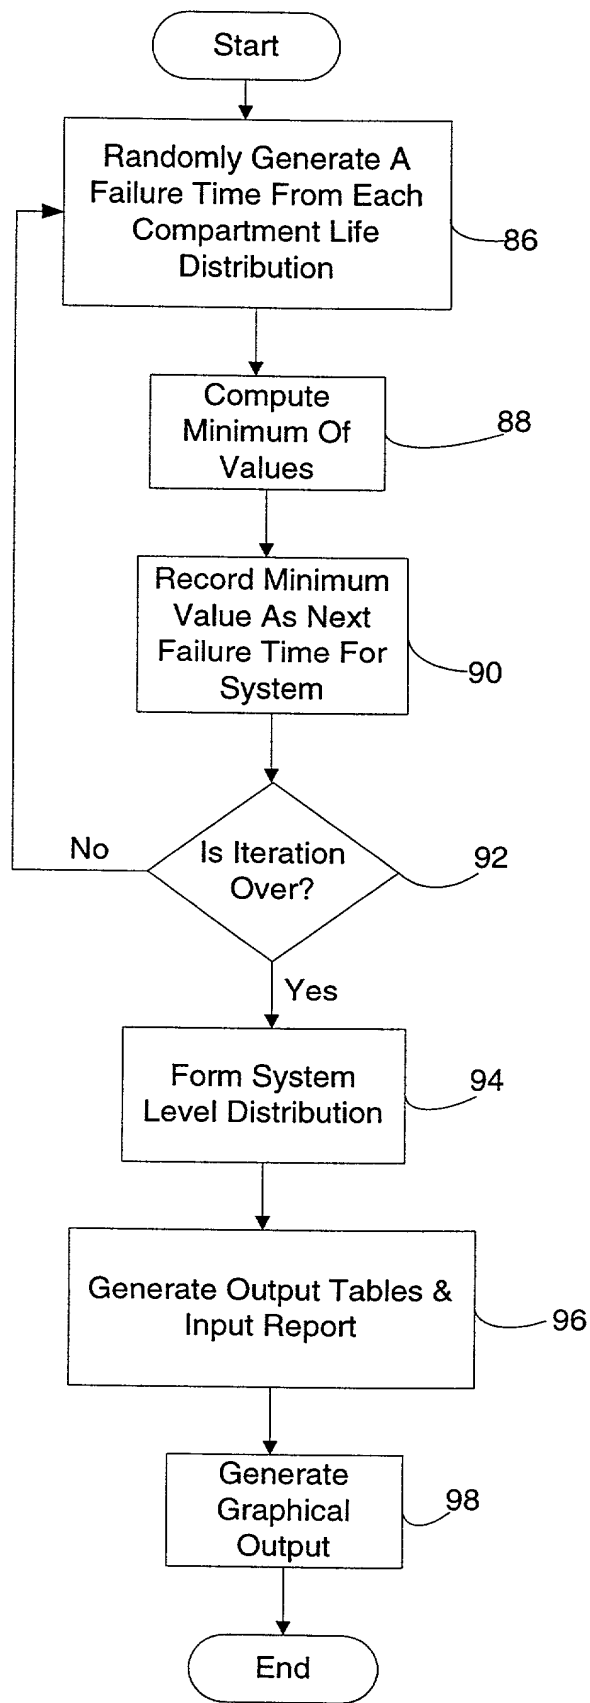 Start
Randomly Generate A
Failure Time From Each
Compartment Life
Distribution
86
Compute
Minimum Of
Values
88
Record Minimum
Value As Next
Failure Time For
System
90
Is Iteration
Over?
92
No
Yes
Form System
Level Distribution
94
Generate Output Tables &
Input Report
96
Generate
Graphical
Output
98
End